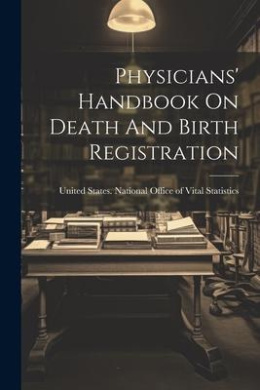 Physicians'
Handbook On
Death And Birth
Registration
United States. National Office of Vital Statistics